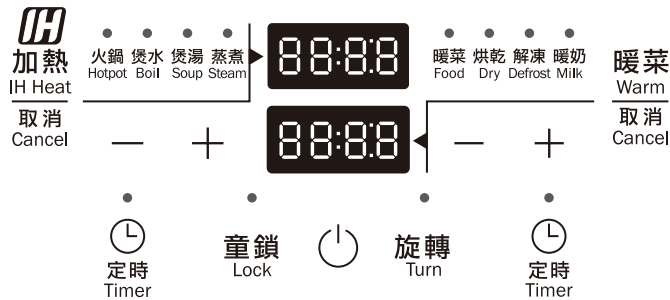 IH
加熱
IH Heat
取消
Cancel
火鍋 煲水 煲湯 蒸煮
Hotpot Boil Soup Steam
88:88
88:88
暖菜 烘乾 解凍 暖奶
Food Dry Defrost Milk
暖菜
Warm
取消
Cancel
— +
— +
定時
Timer
童鎖
Lock
旋轉
Turn
定時
Timer